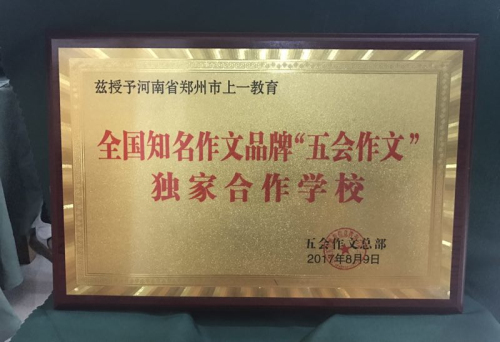 兹授予河南省郑州市上一教育
全国知名作文品牌“五会作文”
独家合作学校
五会作文总部
2017年8月9日